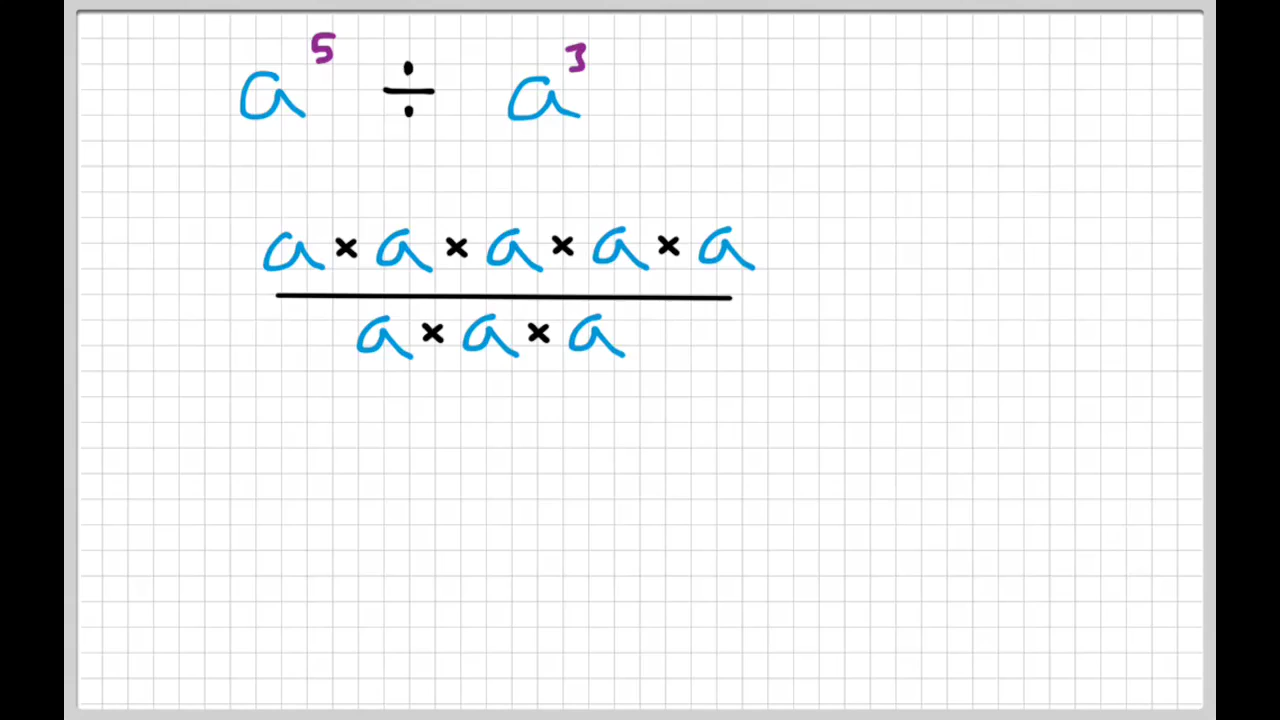 a⁵ ÷ a³
a × a × a × a × a
a × a × a